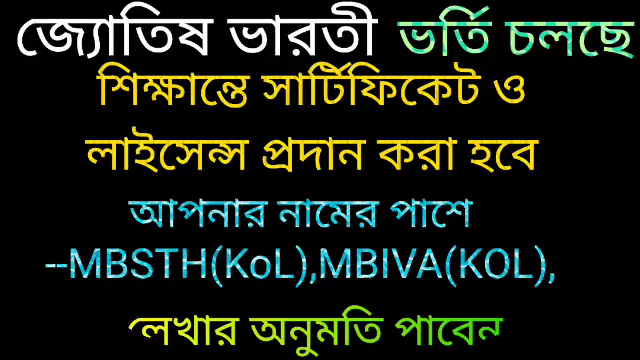 জ্যোতিষ ভারতী ভর্তি চলছে
শিক্ষান্তে সার্টিফিকেট ও
লাইসেন্স প্রদান করা হবে
আপনার নামের পাশে
--MBSTH(KoL),MBIVA(KOL),
লেখার অনুমতি পাবেন